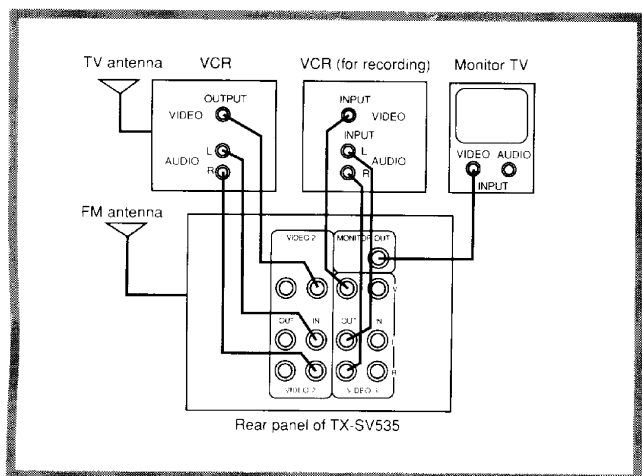 TV antenna VCR VCR (for recording) Monitor TV
OUTPUT INPUT
VIDEO VIDEO
INPUT
L L VIDEO AUDIO
AUDIO AUDIO
R R INPUT
FM antenna
VIDEO 2 MONITOR OUT
V
OUT IN OUT IN
L
R
VIDEO 2 VIDEO 1
Rear panel of TX-SV535